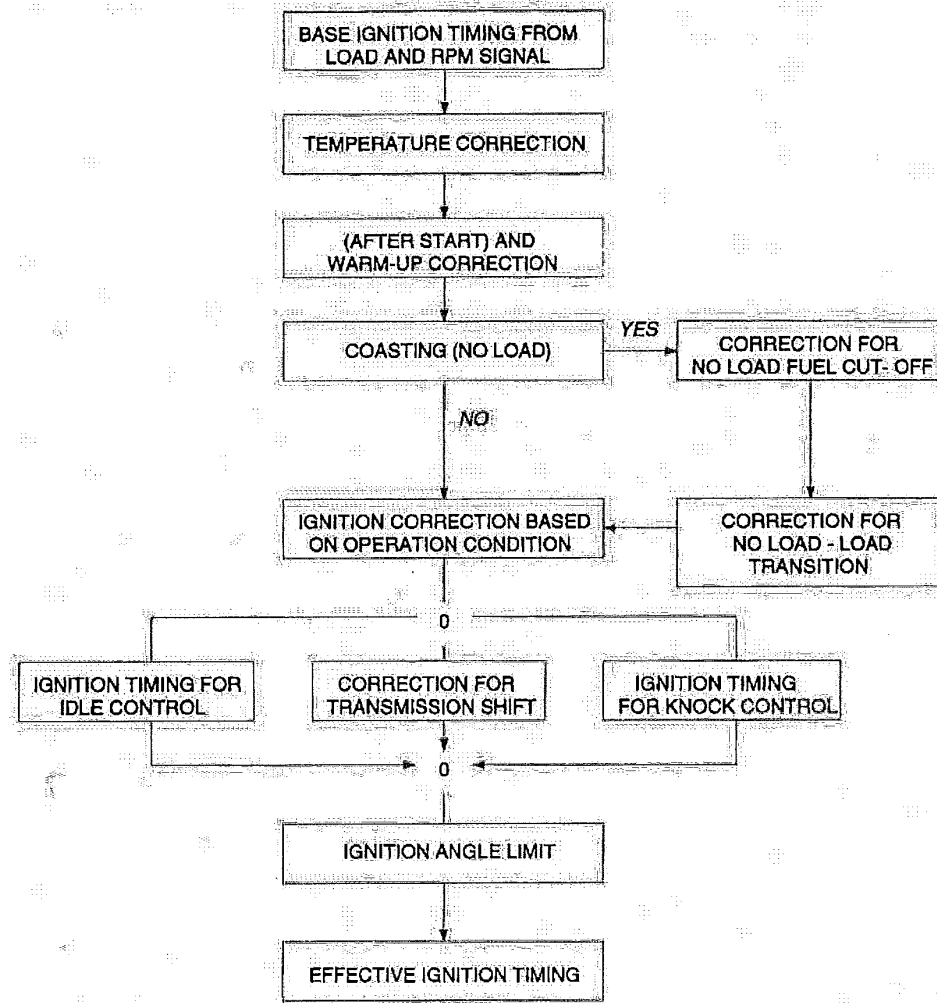 BASE IGNITION TIMING FROM
LOAD AND RPM SIGNAL
TEMPERATURE CORRECTION
(AFTER START) AND
WARM-UP CORRECTION
COASTING (NO LOAD)
YES
CORRECTION FOR
NO LOAD FUEL CUT- OFF
NO
IGNITION CORRECTION BASED
ON OPERATION CONDITION
CORRECTION FOR
NO LOAD - LOAD
TRANSITION
0
IGNITION TIMING FOR
IDLE CONTROL
CORRECTION FOR
TRANSMISSION SHIFT
IGNITION TIMING
FOR KNOCK CONTROL
0
IGNITION ANGLE LIMIT
EFFECTIVE IGNITION TIMING